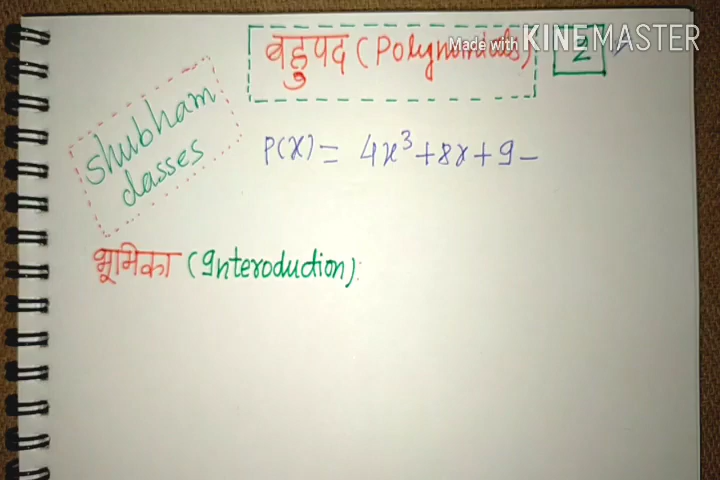 बहुपद (Polynomials) 2
Made with KINEMASTER
shubham
classes
P(x) = 4x³+8x+9-
भूमिका (Interoduction):